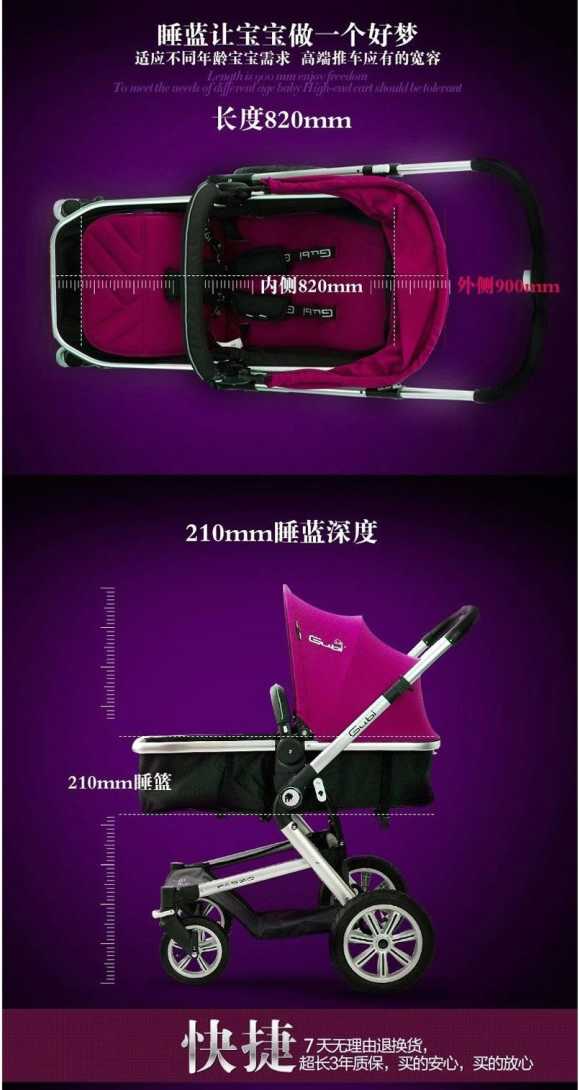 睡蓝让宝宝做一个好梦
适应不同年龄宝宝需求 高端推车应有的宽容
Length is 900 mm enjoy freedom
To meet the needs of different age baby High-end cart should be tolerant
长度820mm
Gubi
内侧820mm
外侧900mm
Gubi
210mm睡蓝深度
Gubi
Gubi
210mm睡篮
快捷
7天无理由退换货,
超长3年质保，买的安心，买的放心